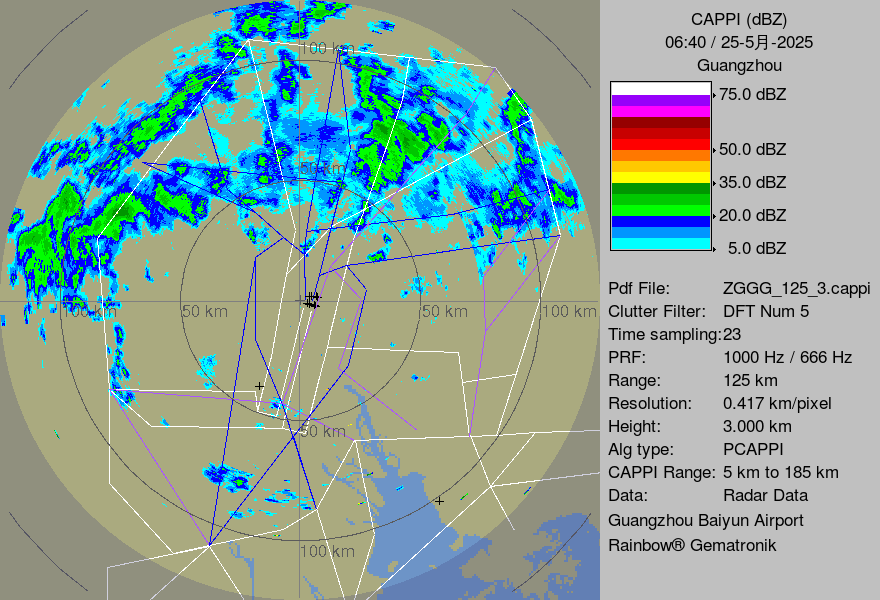 CAPPI (dBZ)
06:40 / 25-5月-2025
Guangzhou
75.0 dBZ
50.0 dBZ
35.0 dBZ
20.0 dBZ
5.0 dBZ
Pdf File: ZGGG_125_3.cappi
Clutter Filter: DFT Num 5
Time sampling:23
PRF: 1000 Hz / 666 Hz
Range: 125 km
Resolution: 0.417 km/pixel
Height: 3.000 km
Alg type: PCAPPI
CAPPI Range: 5 km to 185 km
Data: Radar Data
Guangzhou Baiyun Airport
Rainbow® Gematronik
100 km
50 km
100 km
50 km
50 km
100 km
50 km
100 km